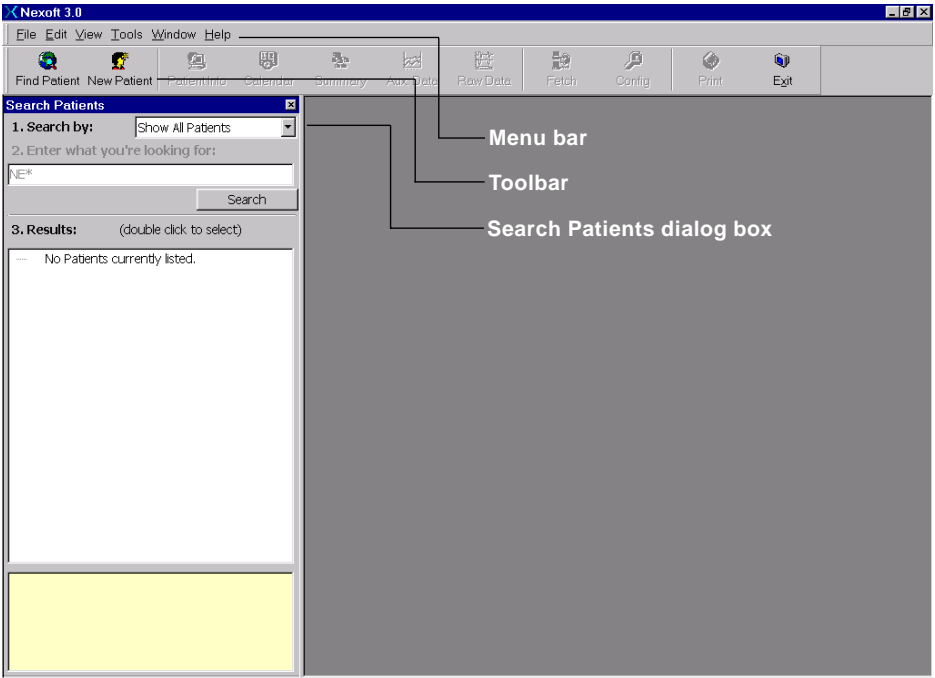 Nexoft 3.0
File Edit View Tools Window Help
Find Patient New Patient Patient Info Calendar Summary Aux. Data Raw Data Fetch Config Print Exit
Search Patients
1. Search by: Show All Patients
2. Enter what you're looking for:
NE*
Search
3. Results: (double click to select)
No Patients currently listed.
Menu bar
Toolbar
Search Patients dialog box